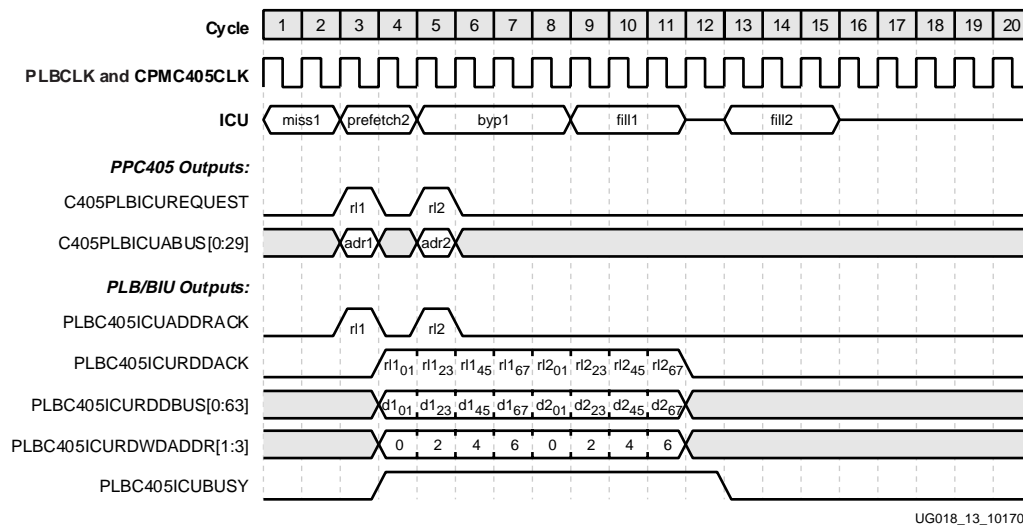 Cycle 1 2 3 4 5 6 7 8 9 10 11 12 13 14 15 16 17 18 19 20
PLBCLK and CPMC405CLK
ICU miss1 prefetch2 byp1 fill1 fill2
PPC405 Outputs:
C405PLBICUREQUEST rl1 rl2
C405PLBICUABUS[0:29] adr1 adr2
PLB/BIU Outputs:
PLBC405ICUADDRACK rl1 rl2
PLBC405ICURDDACK rl1₀₁ rl1₂₃ rl1₄₅ rl1₆₇ rl2₀₁ rl2₂₃ rl2₄₅ rl2₆₇
PLBC405ICURDDBUS[0:63] d1₀₁ d1₂₃ d1₄₅ d1₆₇ d2₀₁ d2₂₃ d2₄₅ d2₆₇
PLBC405ICURDWDADDR[1:3] 0 2 4 6 0 2 4 6
PLBC405ICUBUSY
UG018_13_10170